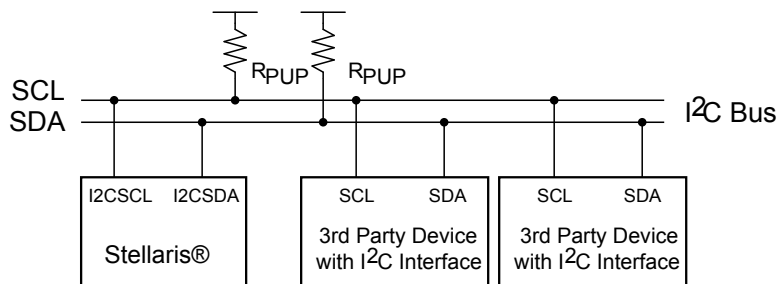 RPUP RPUP
SCL
SDA
I²C Bus
I2CSCL I2CSDA
Stellaris®
SCL SDA
3rd Party Device
with I²C Interface
SCL SDA
3rd Party Device
with I²C Interface